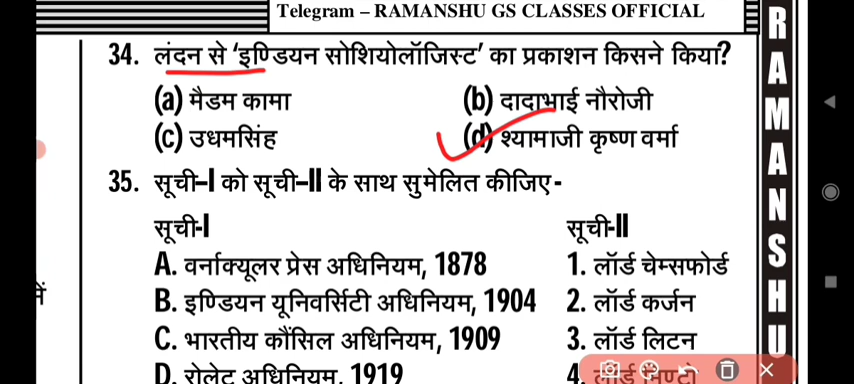 Telegram – RAMANSHU GS CLASSES OFFICIAL
34. लंदन से 'इण्डियन सोशियोलॉजिस्ट' का प्रकाशन किसने किया?
(a) मैडम कामा (b) दादाभाई नौरोजी
(c) उधमसिंह (d) श्यामाजी कृष्ण वर्मा
35. सूची-I को सूची-II के साथ सुमेलित कीजिए-
सूची-I सूची-II
A. वर्नाक्यूलर प्रेस अधिनियम, 1878 1. लॉर्ड चेम्सफोर्ड
B. इण्डियन यूनिवर्सिटी अधिनियम, 1904 2. लॉर्ड कर्जन
C. भारतीय कौंसिल अधिनियम, 1909 3. लॉर्ड लिटन
D. रोलेट अधिनियम, 1919 4. लॉर्ड मिण्टो
में
RAMANSHU